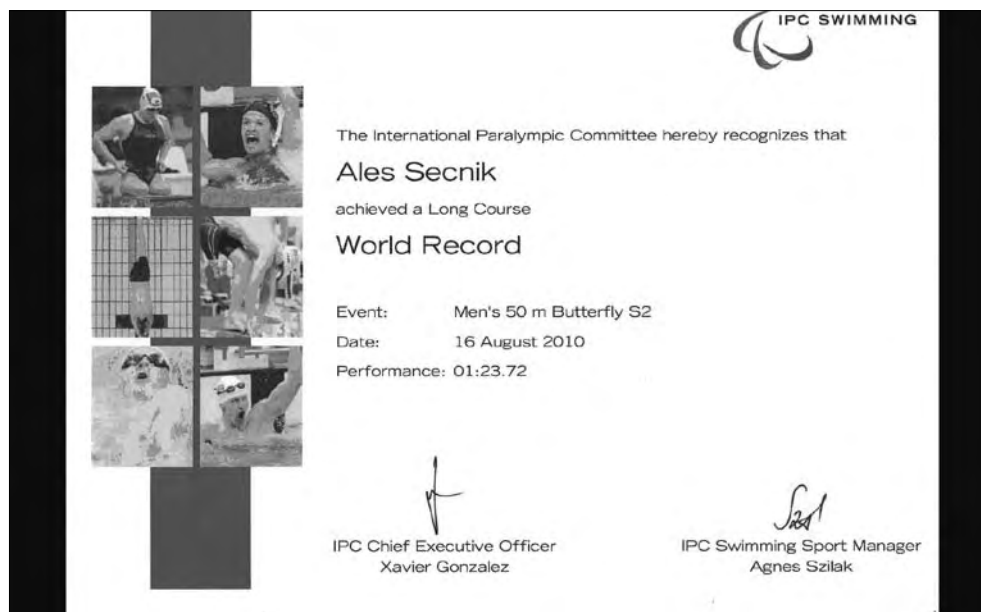 IPC SWIMMING
The International Paralympic Committee hereby recognizes that
Ales Secnik
achieved a Long Course
World Record
Event: Men's 50 m Butterfly S2
Date: 16 August 2010
Performance: 01:23.72
IPC Chief Executive Officer
Xavier Gonzalez
IPC Swimming Sport Manager
Agnes Szilak